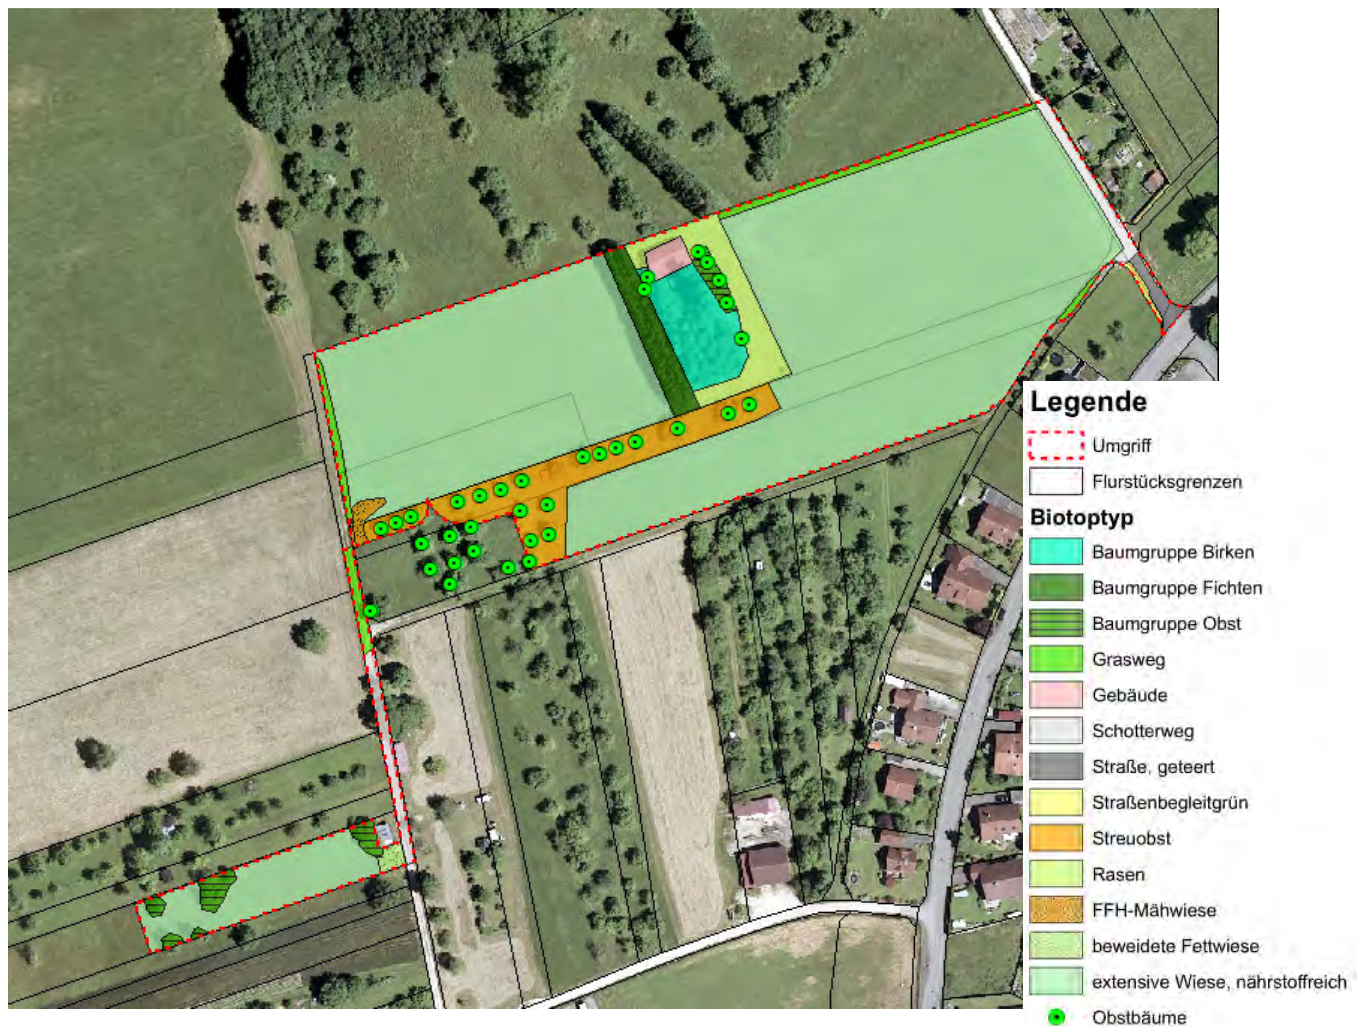 Legende
Umgriff
Flurstücksgrenzen
Biotoptyp
Baumgruppe Birken
Baumgruppe Fichten
Baumgruppe Obst
Grasweg
Gebäude
Schotterweg
Straße, geteert
Straßenbegleitgrün
Streuobst
Rasen
FFH-Mähwiese
beweidete Fettwiese
extensive Wiese, nährstoffreich
Obstbäume